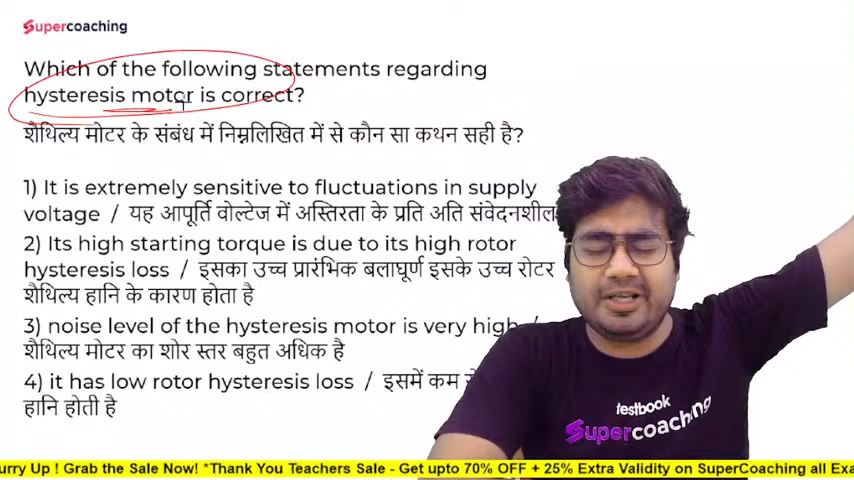 Supercoaching
Which of the following statements regarding
hysteresis motor is correct?
शैथिल्य मोटर के संबंध में निम्नलिखित में से कौन सा कथन सही है?
1) It is extremely sensitive to fluctuations in supply
voltage / यह आपूर्ति वोल्टेज में अस्तिरता के प्रति अति संवेदनशील
2) Its high starting torque is due to its high rotor
hysteresis loss / इसका उच्च प्रारंभिक बलाघूर्ण इसके उच्च रोटर
शैथिल्य हानि के कारण होता है
3) noise level of the hysteresis motor is very high /
शैथिल्य मोटर का शोर स्तर बहुत अधिक है
4) it has low rotor hysteresis loss / इसमें कम
हानि होती है
testbook
Supercoaching
urry Up ! Grab the Sale Now! *Thank You Teachers Sale - Get upto 70% OFF + 25% Extra Validity on SuperCoaching all Exa